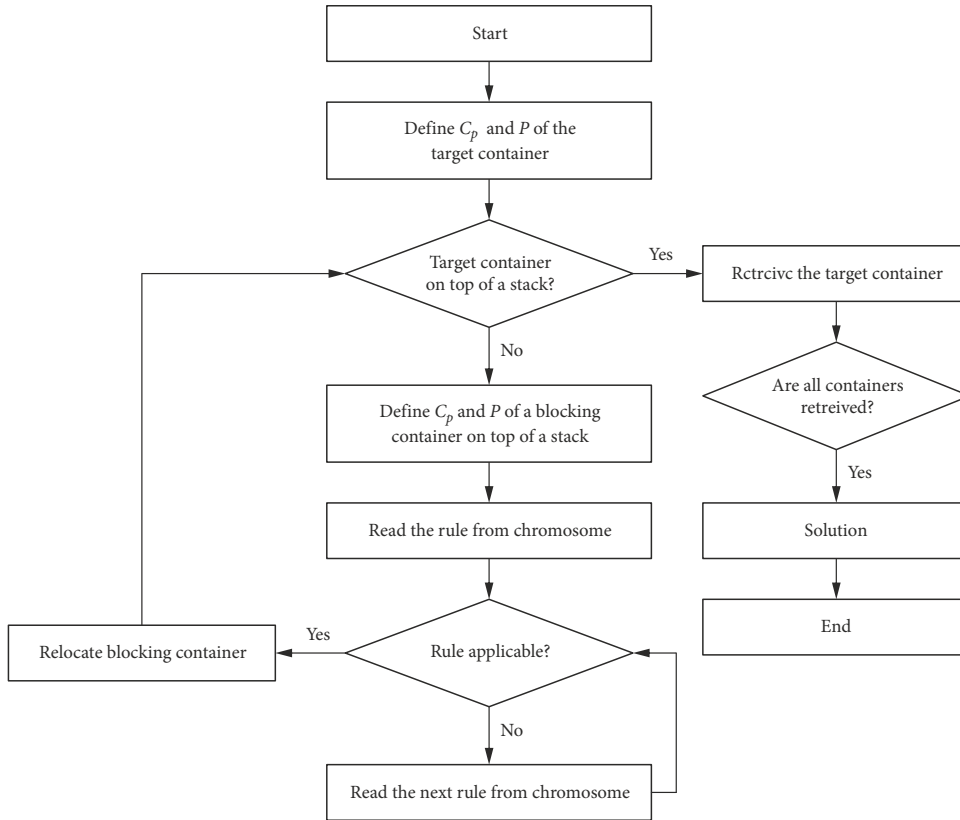 Start
Define Cp and P of the
target container
Target container
on top of a stack?
Yes
Rctrcivc the target container
No
Are all containers
retreived?
Define Cp and P of a blocking
container on top of a stack
Yes
Read the rule from chromosome
Solution
Relocate blocking container
Yes
Rule applicable?
End
No
Read the next rule from chromosome